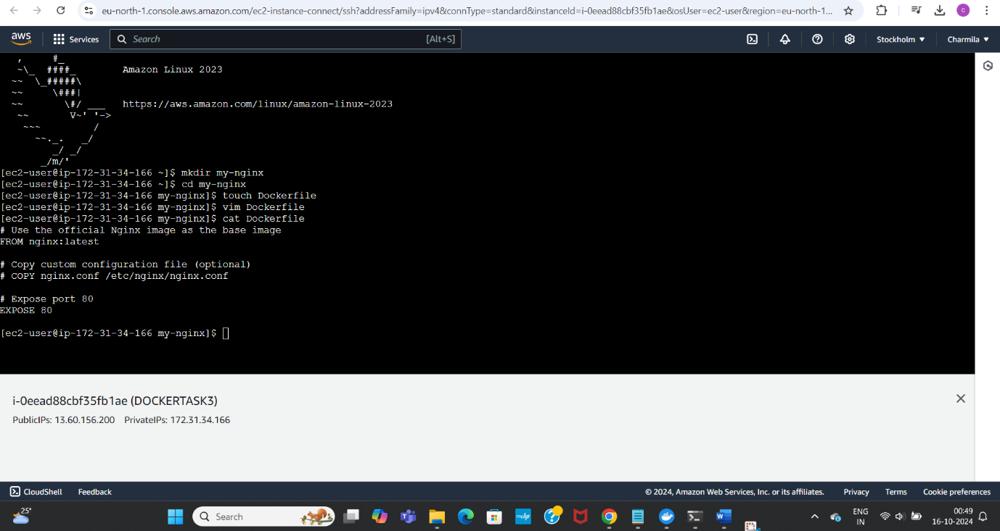 eu-north-1.console.aws.amazon.com/ec2-instance-connect/ssh?addressFamily=ipv4&connType=standard&instanceId=i-0eead88cbf35fb1ae&osUser=ec2-user&region=eu-north-1...
C
aws
Services
Search
[Alt+S]
Stockholm ▼
Charmila ▼
   ,     #_
   ~\_  ####_        Amazon Linux 2023
  ~~  \_#####\
  ~~     \###|
  ~~       \#/ ___   https://aws.amazon.com/linux/amazon-linux-2023
   ~~       V~' '->
    ~~~         /
      ~~._.   _/
         _/ _/
       _/m/'
[ec2-user@ip-172-31-34-166 ~]$ mkdir my-nginx
[ec2-user@ip-172-31-34-166 ~]$ cd my-nginx
[ec2-user@ip-172-31-34-166 my-nginx]$ touch Dockerfile
[ec2-user@ip-172-31-34-166 my-nginx]$ vim Dockerfile
[ec2-user@ip-172-31-34-166 my-nginx]$ cat Dockerfile
# Use the official Nginx image as the base image
FROM nginx:latest
# Copy custom configuration file (optional)
# COPY nginx.conf /etc/nginx/nginx.conf
# Expose port 80
EXPOSE 80
[ec2-user@ip-172-31-34-166 my-nginx]$
i-0eead88cbf35fb1ae (DOCKERTASK3)
PublicIPs: 13.60.156.200 PrivateIPs: 172.31.34.166
CloudShell Feedback © 2024, Amazon Web Services, Inc. or its affiliates. Privacy Terms Cookie preferences
25°
Search
myhp
ENG
IN
00:49
16-10-2024